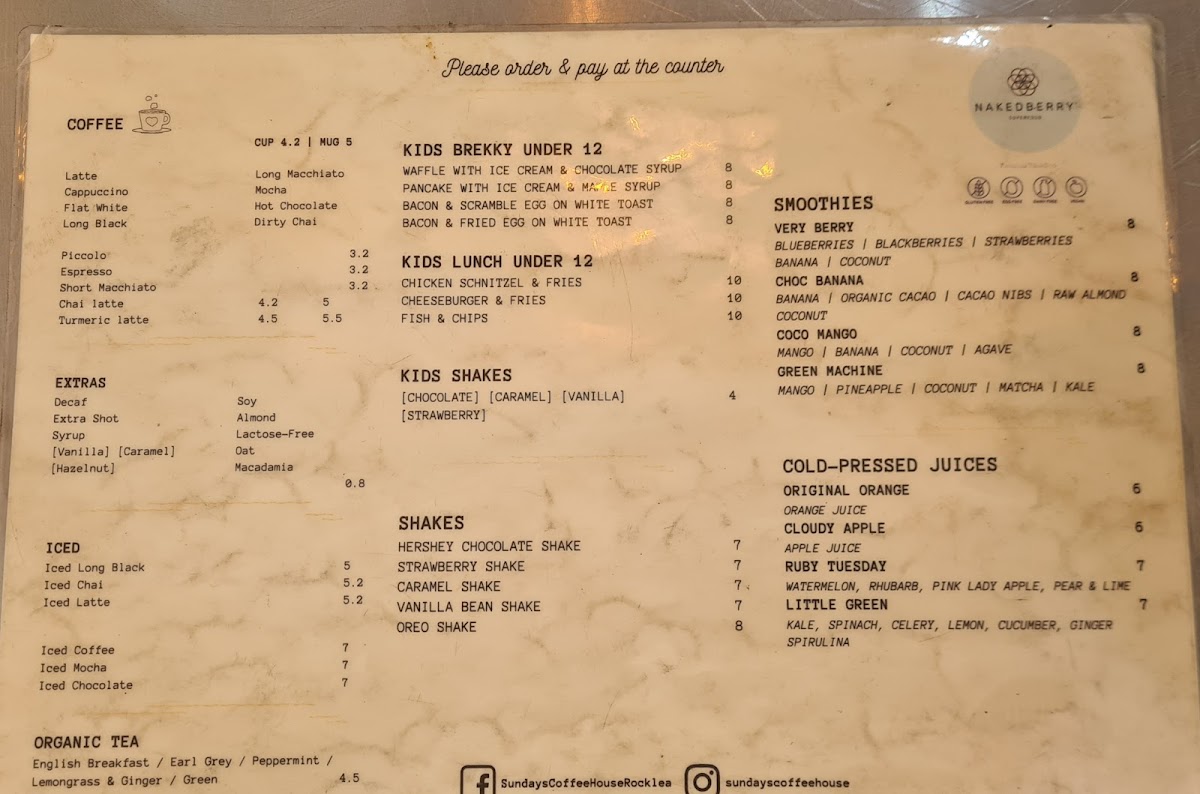 Please order & pay at the counter
NAKEDBERRY
COFFEE
CUP 4.2 | MUG 5
Latte Long Macchiato
Cappuccino Mocha
Flat White Hot Chocolate
Long Black Dirty Chai
Piccolo 3.2
Espresso 3.2
Short Macchiato 3.2
Chai latte 4.2 5
Turmeric latte 4.5 5.5
EXTRAS
Decaf Soy
Extra Shot Almond
Syrup Lactose-Free
[Vanilla] [Caramel] Oat
[Hazelnut] Macadamia
0.8
ICED
Iced Long Black 5
Iced Chai 5.2
Iced Latte 5.2
Iced Coffee 7
Iced Mocha 7
Iced Chocolate 7
ORGANIC TEA
English Breakfast / Earl Grey / Peppermint /
Lemongrass & Ginger / Green 4.5
KIDS BREKKY UNDER 12
WAFFLE WITH ICE CREAM & CHOCOLATE SYRUP 8
PANCAKE WITH ICE CREAM & MAPLE SYRUP 8
BACON & SCRAMBLE EGG ON WHITE TOAST 8
BACON & FRIED EGG ON WHITE TOAST 8
KIDS LUNCH UNDER 12
CHICKEN SCHNITZEL & FRIES 10
CHEESEBURGER & FRIES 10
FISH & CHIPS 10
KIDS SHAKES
[CHOCOLATE] [CARAMEL] [VANILLA] 4
[STRAWBERRY]
SHAKES
HERSHEY CHOCOLATE SHAKE 7
STRAWBERRY SHAKE 7
CARAMEL SHAKE 7
VANILLA BEAN SHAKE 7
OREO SHAKE 8
SMOOTHIES
VERY BERRY 8
BLUEBERRIES | BLACKBERRIES | STRAWBERRIES
BANANA | COCONUT
CHOC BANANA 8
BANANA | ORGANIC CACAO | CACAO NIBS | RAW ALMOND
COCONUT
COCO MANGO 8
MANGO | BANANA | COCONUT | AGAVE
GREEN MACHINE 8
MANGO | PINEAPPLE | COCONUT | MATCHA | KALE
COLD-PRESSED JUICES
ORIGINAL ORANGE 6
ORANGE JUICE
CLOUDY APPLE 6
APPLE JUICE
RUBY TUESDAY 7
WATERMELON, RHUBARB, PINK LADY APPLE, PEAR & LIME
LITTLE GREEN 7
KALE, SPINACH, CELERY, LEMON, CUCUMBER, GINGER
SPIRULINA
SundaysCoffeeHouseRocklea sundayscoffeehouse